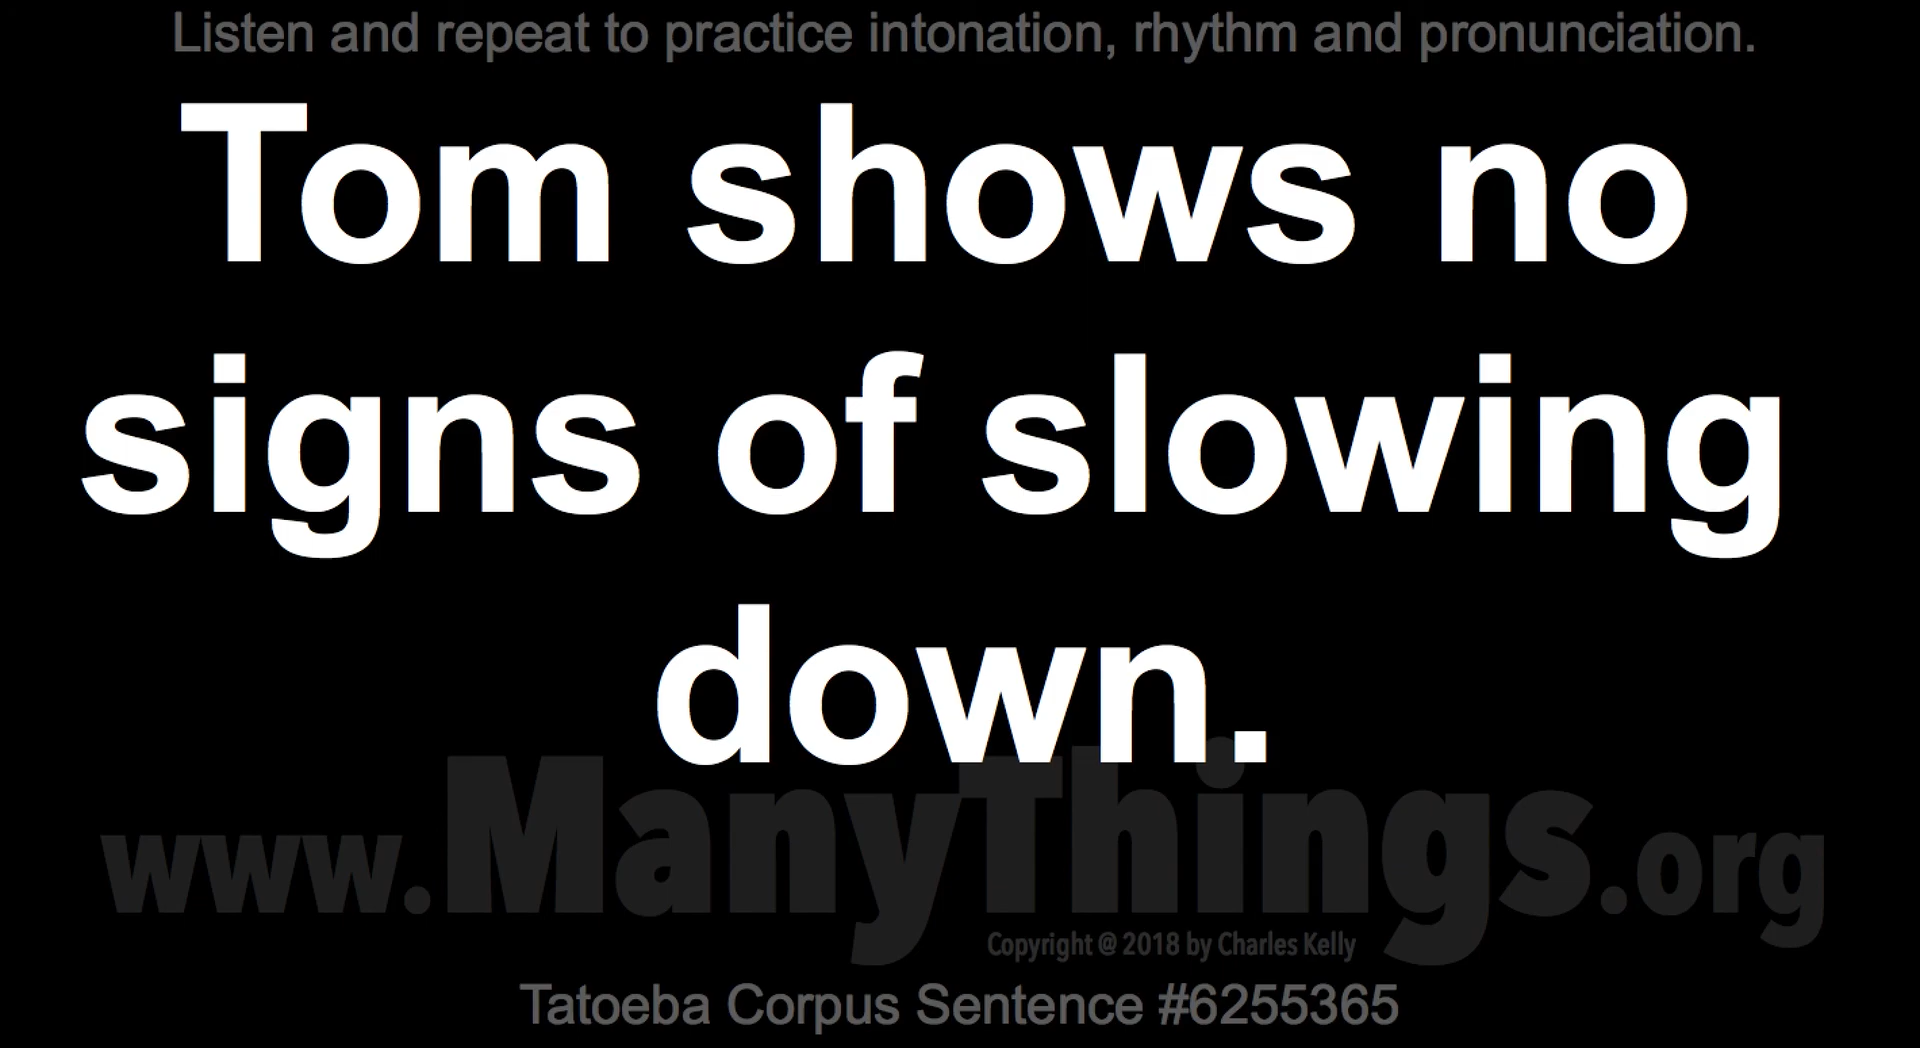 Listen and repeat to practice intonation, rhythm and pronunciation.
Tom shows no
signs of slowing
down.
www.ManyThings.org
Copyright @ 2018 by Charles Kelly
Tatoeba Corpus Sentence #6255365